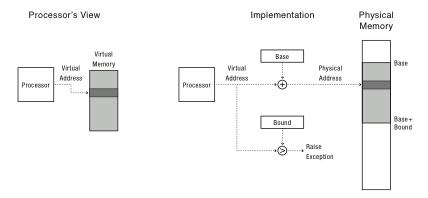 Processor's View
Implementation
Physical
Memory
Virtual
Memory
Processor
Virtual
Address
Processor
Virtual
Address
Base
+
Physical
Address
Base
Bound
>
Raise
Exception
Base+
Bound